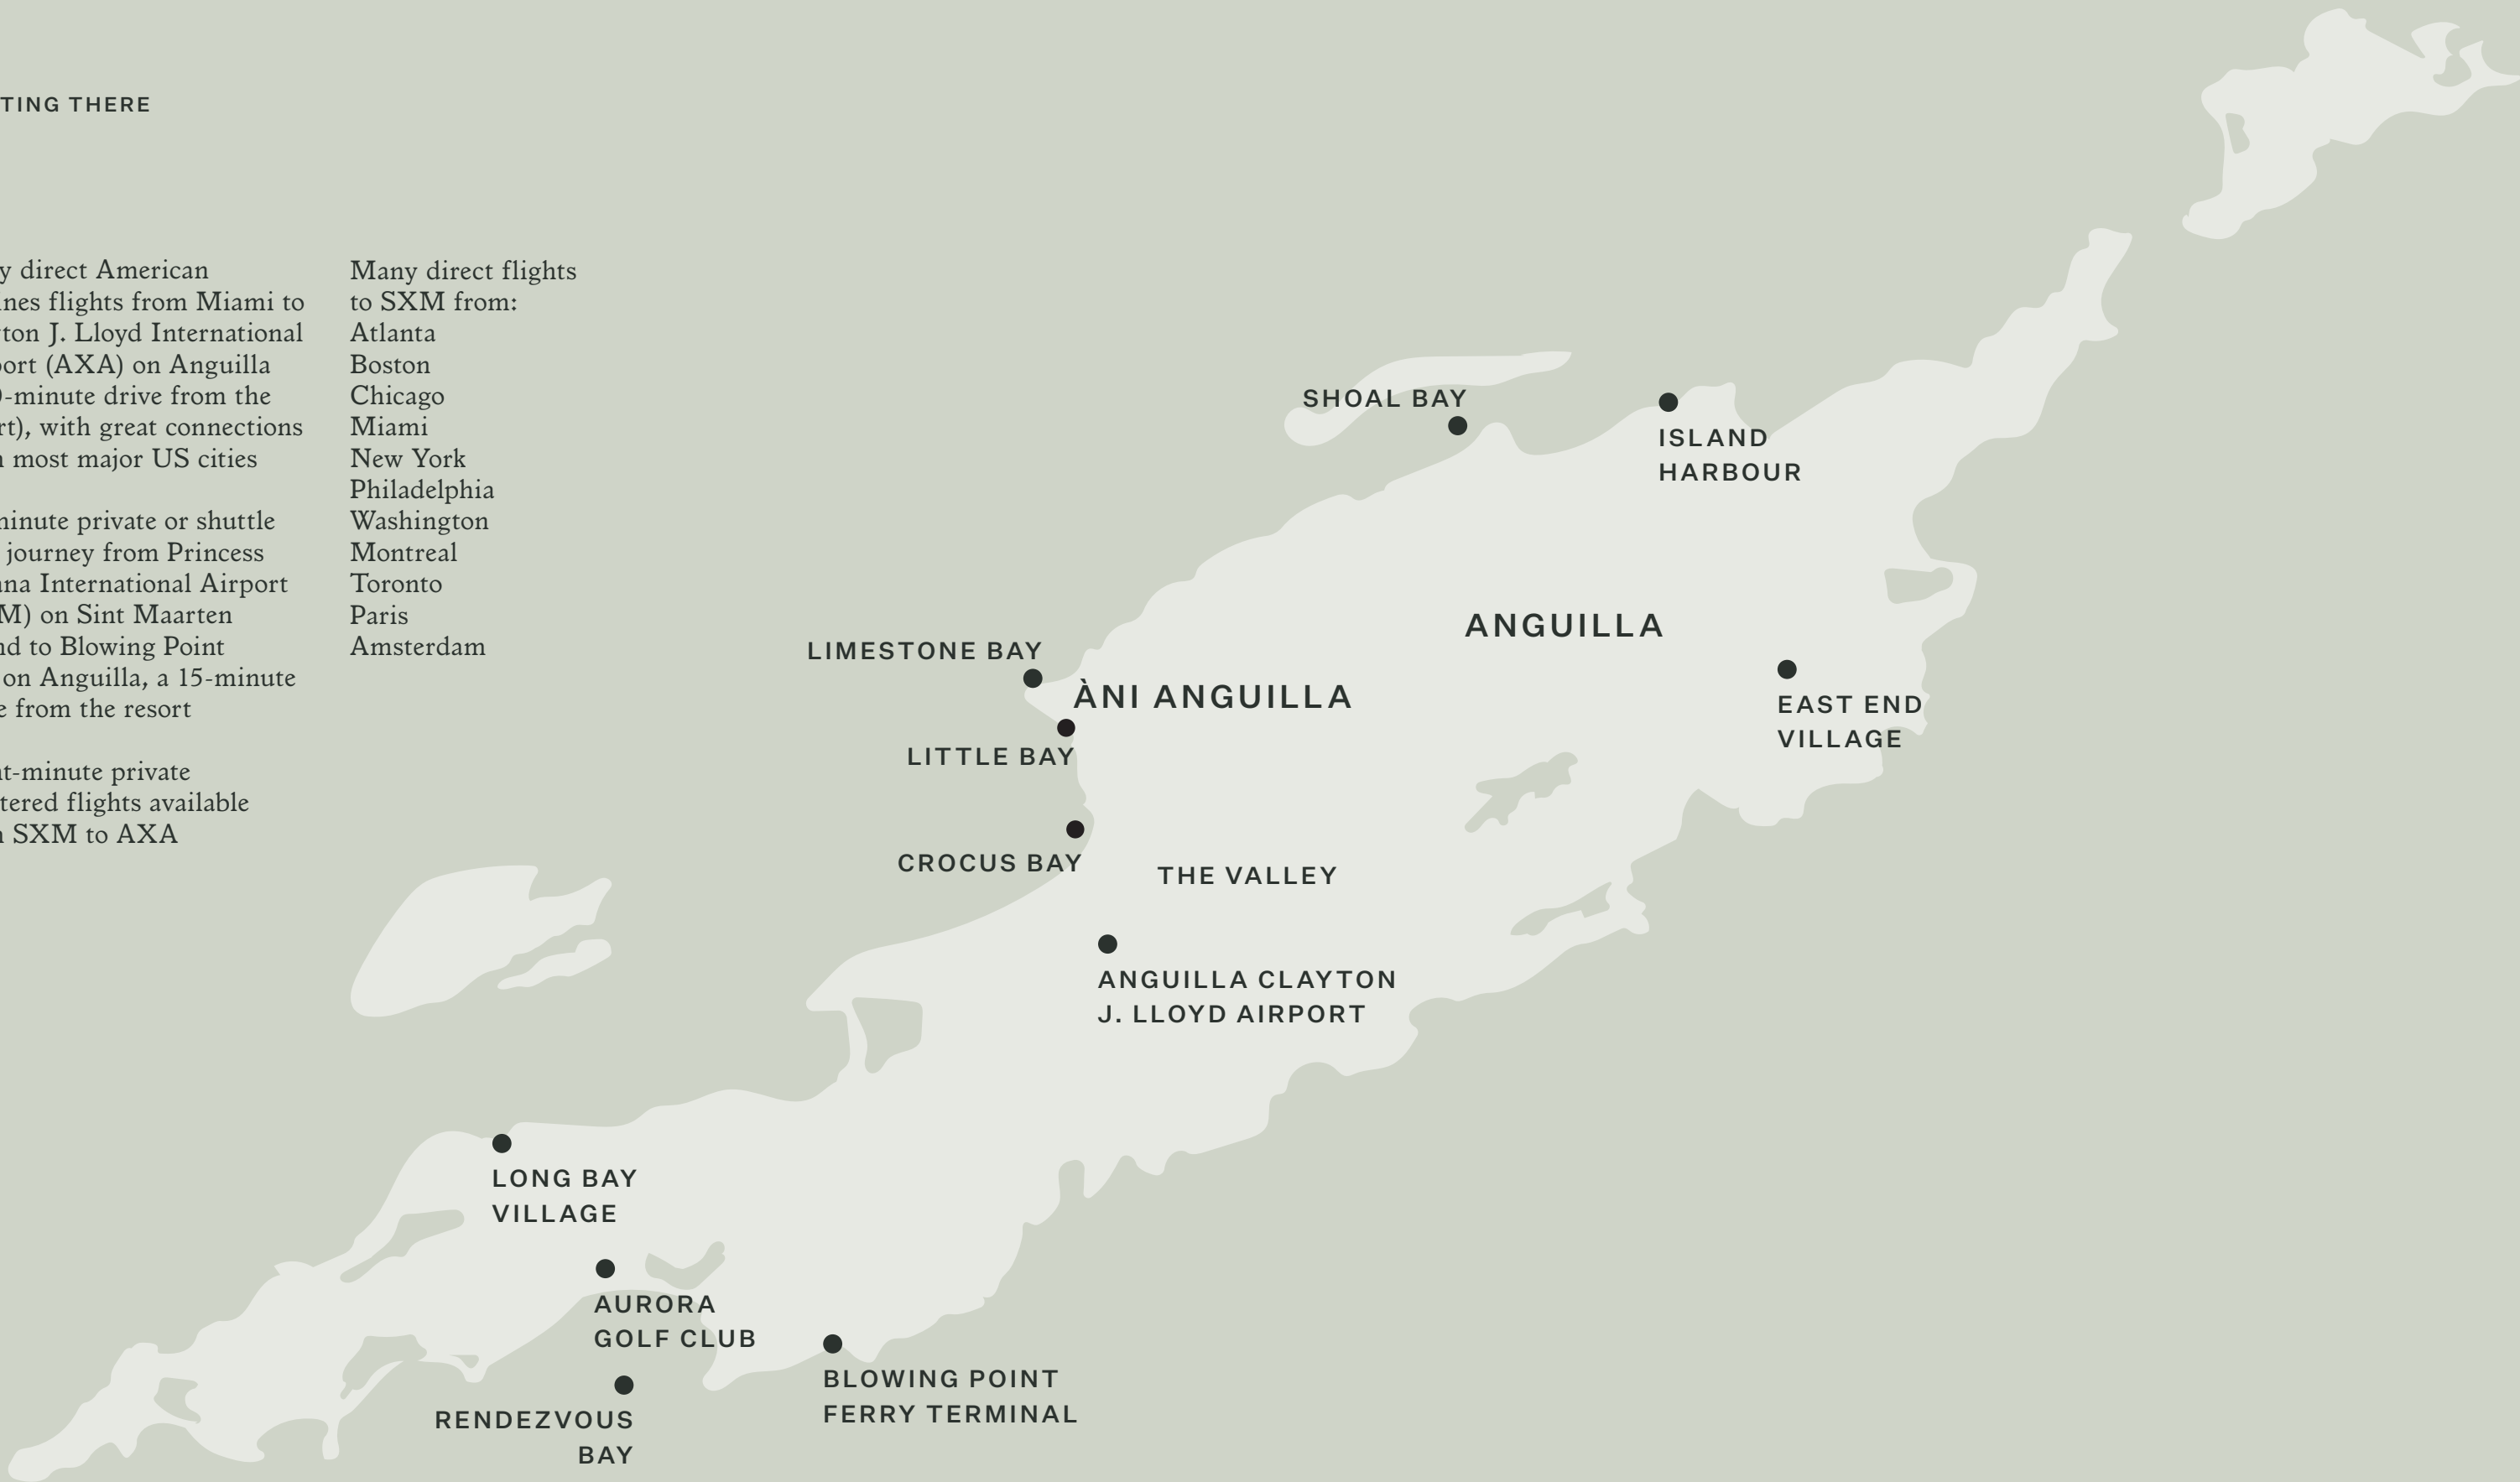 TING THERE
y direct American
ines flights from Miami to
ton J. Lloyd International
port (AXA) on Anguilla
-minute drive from the
rt), with great connections
most major US cities
minute private or shuttle
journey from Princess
na International Airport
M) on Sint Maarten
nd to Blowing Point
on Anguilla, a 15-minute
e from the resort
t-minute private
tered flights available
SXM to AXA
Many direct flights
to SXM from:
Atlanta
Boston
Chicago
Miami
New York
Philadelphia
Washington
Montreal
Toronto
Paris
Amsterdam
SHOAL BAY
ISLAND
HARBOUR
ANGUILLA
LIMESTONE BAY
ÀNI ANGUILLA
EAST END
VILLAGE
LITTLE BAY
CROCUS BAY
THE VALLEY
ANGUILLA CLAYTON
J. LLOYD AIRPORT
LONG BAY
VILLAGE
AURORA
GOLF CLUB
BLOWING POINT
FERRY TERMINAL
RENDEZVOUS
BAY